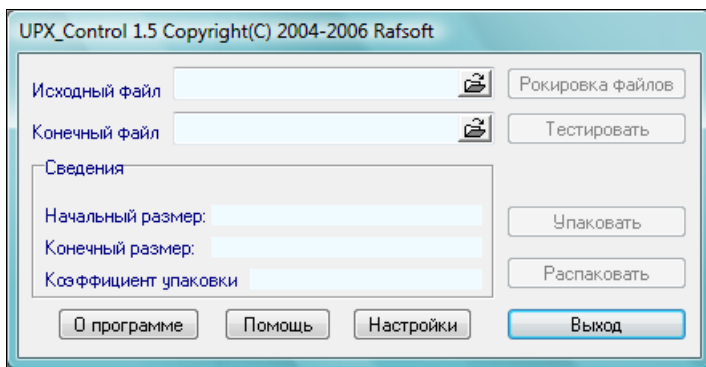 UPX_Control 1.5 Copyright(C) 2004-2006 Rafsoft
Исходный файл
Рокировка файлов
Конечный файл
Тестировать
Сведения
Начальный размер:
Упаковать
Конечный размер:
Коэффициент упаковки
Распаковать
О программе
Помощь
Настройки
Выход